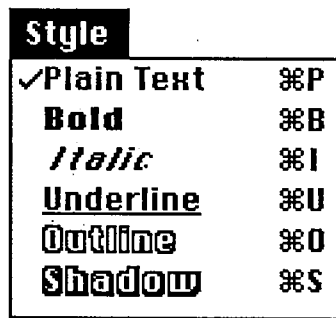 Style
✓Plain Text ⌘P
Bold ⌘B
Italic ⌘I
Underline ⌘U
Outline ⌘O
Shadow ⌘S